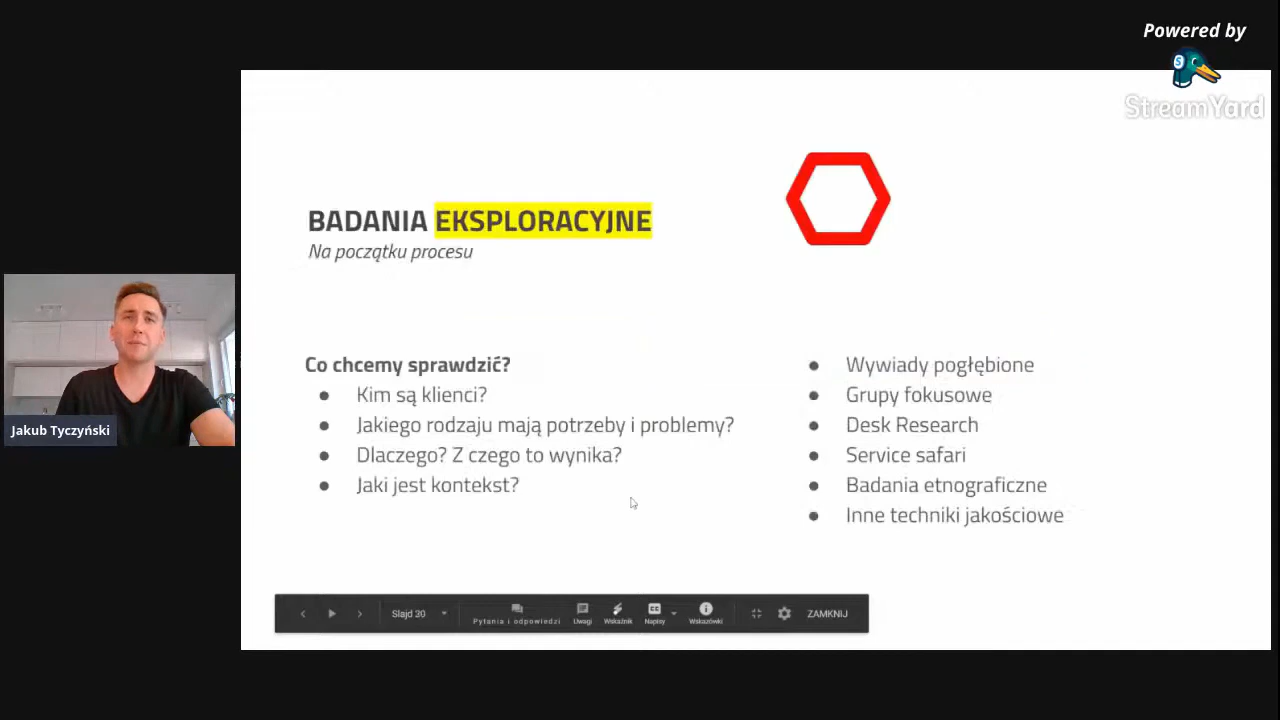 Powered by
StreamYard
BADANIA EKSPLORACYJNE
Na początku procesu
Co chcemy sprawdzić?
● Kim są klienci?
● Jakiego rodzaju mają potrzeby i problemy?
● Dlaczego? Z czego to wynika?
● Jaki jest kontekst?
● Wywiady pogłębione
● Grupy fokusowe
● Desk Research
● Service safari
● Badania etnograficzne
● Inne techniki jakościowe
Jakub Tyczyński
Slajd 30
Pytania i odpowiedzi
Uwagi
Wskaźnik
Napisy
Wskazówki
ZAMKNIJ